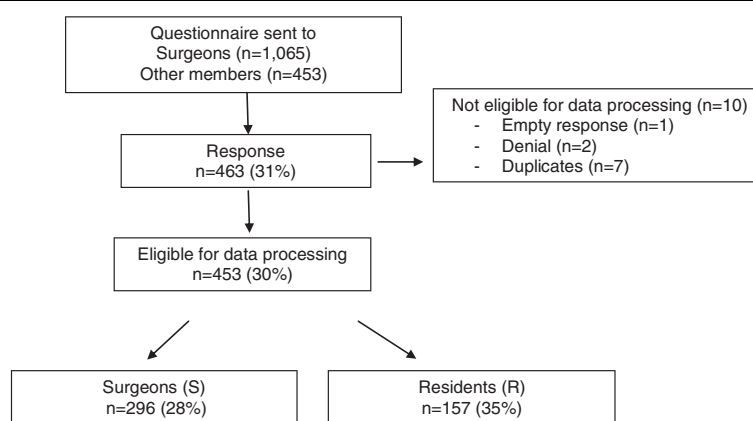 Questionnaire sent to
Surgeons (n=1,065)
Other members (n=453)
Not eligible for data processing (n=10)
- Empty response (n=1)
- Denial (n=2)
- Duplicates (n=7)
Response
n=463 (31%)
Eligible for data processing
n=453 (30%)
Surgeons (S)
n=296 (28%)
Residents (R)
n=157 (35%)